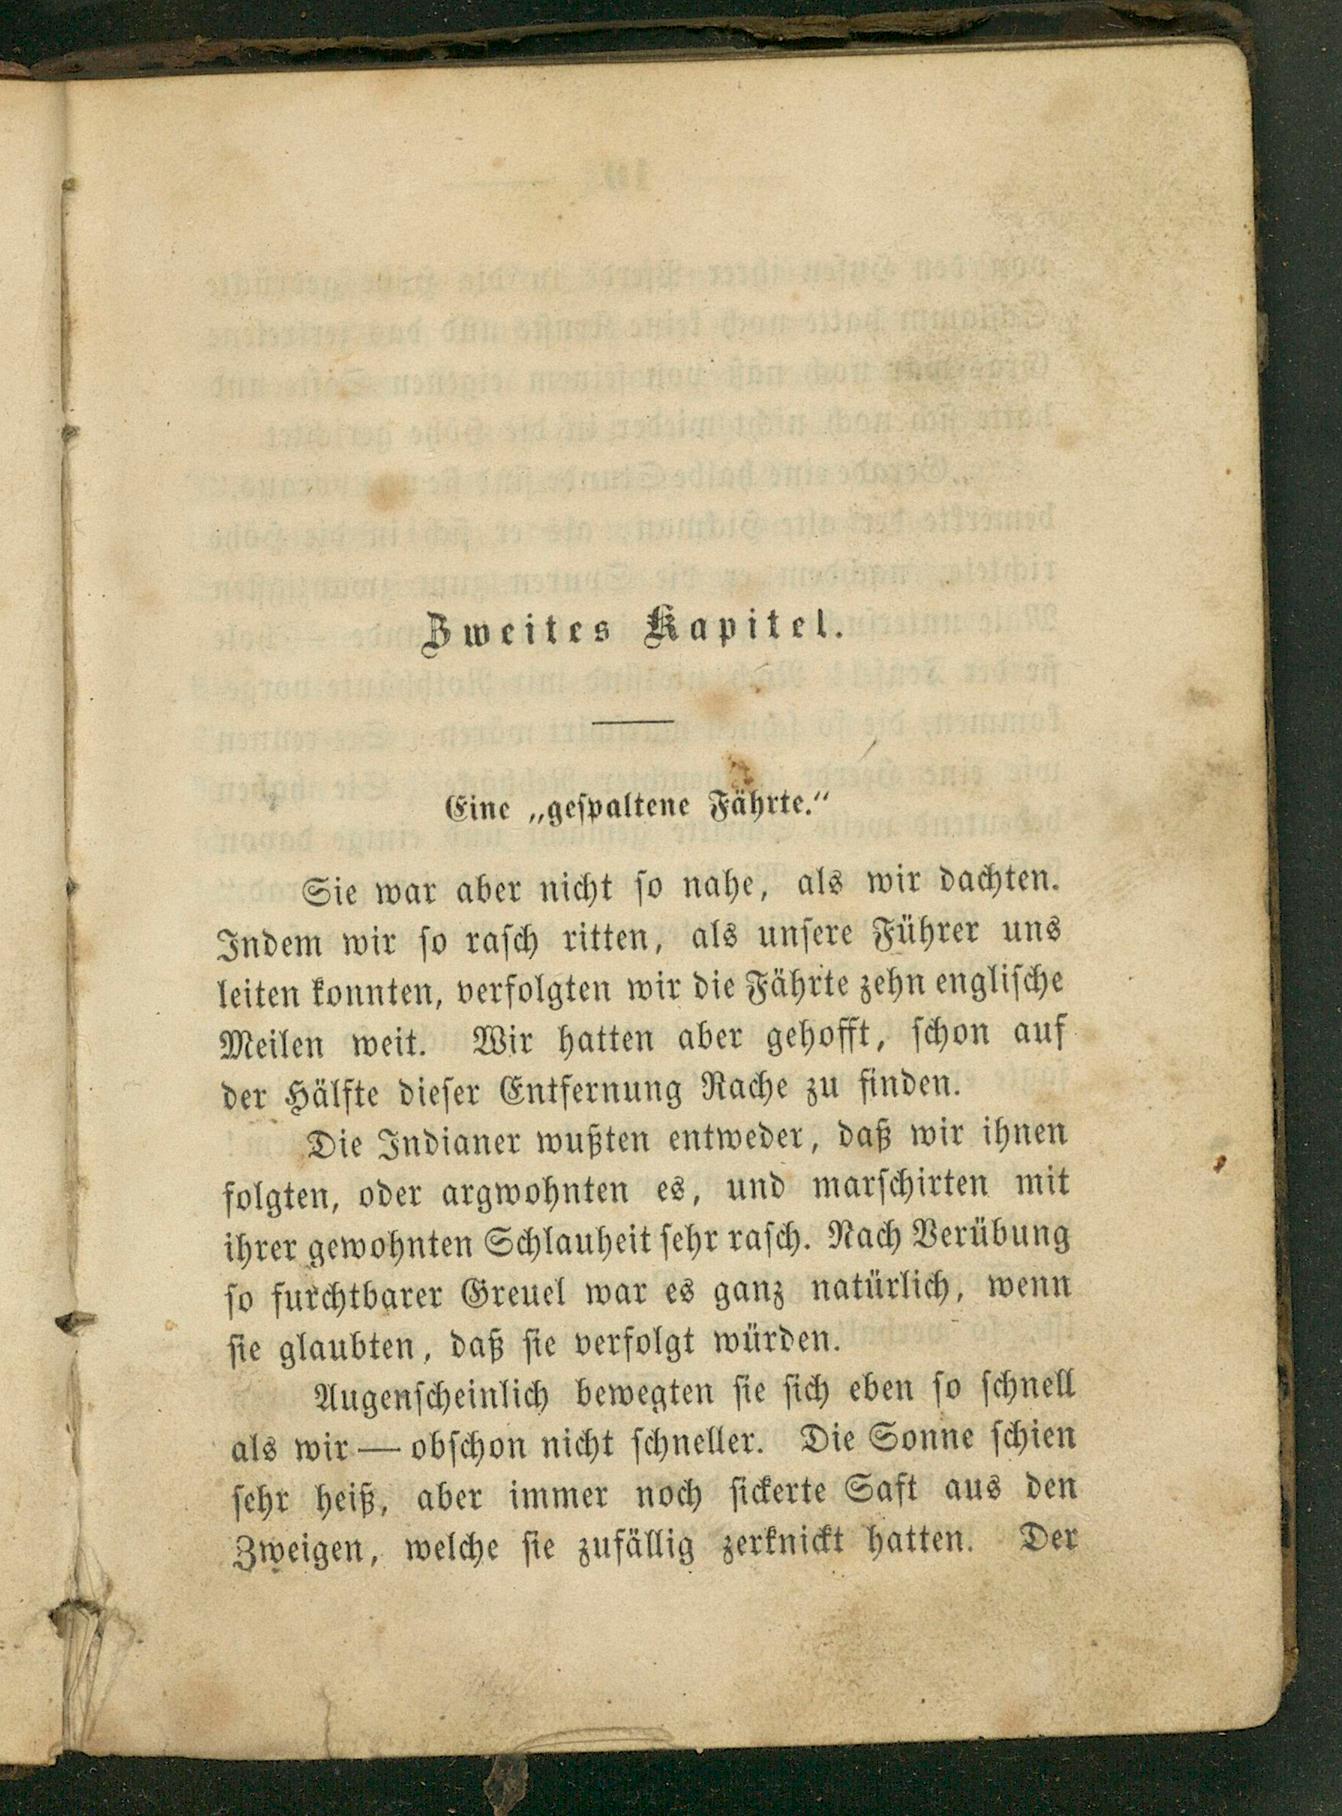 Zweites Kapitel.
Eine „gespaltene Fährte.“
Sie war aber nicht so nahe, als wir dachten.
Indem wir so rasch ritten, als unsere Führer uns
leiten konnten, verfolgten wir die Fährte zehn englische
Meilen weit. Wir hatten aber gehofft, schon auf
der Hälfte dieser Entfernung Rache zu finden.
Die Indianer wußten entweder, daß wir ihnen
folgten, oder argwohnten es, und marschirten mit
ihrer gewohnten Schlauheit sehr rasch. Nach Verübung
so furchtbarer Greuel war es ganz natürlich, wenn
sie glaubten, daß sie verfolgt würden.
Augenscheinlich bewegten sie sich eben so schnell
als wir — obschon nicht schneller. Die Sonne schien
sehr heiß, aber immer noch sickerte Saft aus den
Zweigen, welche sie zufällig zerknickt hatten. Der